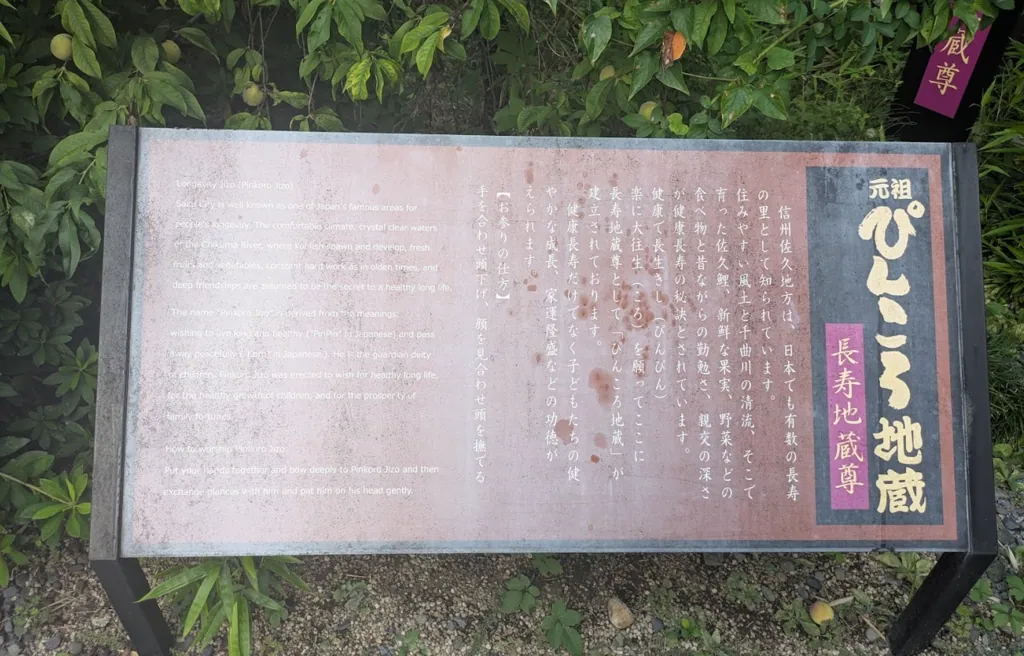 元祖
ぴんころ地蔵
長寿地蔵尊
信州佐久地方は、日本でも有数の長寿
の里として知られています。
住みやすい風土と千曲川の清流、そこで
育った佐久鯉、新鮮な果実、野菜などの
食べ物と昔ながらの勤勉さ、親交の深さ
が健康長寿の秘訣とされています。
健康で長生きし(ぴんぴん)
楽に大往生(ころ)を願ってここに
長寿地蔵尊として「ぴんころ地蔵」が
建立されております。
健康長寿だけでなく子どもたちの健
やかな成長、家運隆盛などの功徳が
えられます。
【お参りの仕方】
手を合わせ頭下げ、顔を見合わせ頭を撫でる
Longevity Jizo (Pinkoro Jizo)
Saku City is well known as one of Japan's famous areas for
people's longevity. The comfortable climate, crystal clear waters
of the Chikuma River, where Koi fish spawn and develop, fresh
fruits and vegetables, constant hard work as in olden times, and
deep friendships are assumed to be the secret to a healthy long life.
The name "Pinkoro Jizo" is derived from the meanings:
wishing to live long and healthy ("PinPin" in Japanese) and pass
away peacefully ( in Japanese). He is the guardian deity
of children. Pinkoro Jizo was erected to wish for healthy long life,
for the healthy growth of children, and for the prosperity of
family fortunes.
How to worship Pinkoro Jizo
Put your hands together and bow deeply to Pinkoro Jizo and then
exchange glances with him and pat him on his head gently.
蔵尊